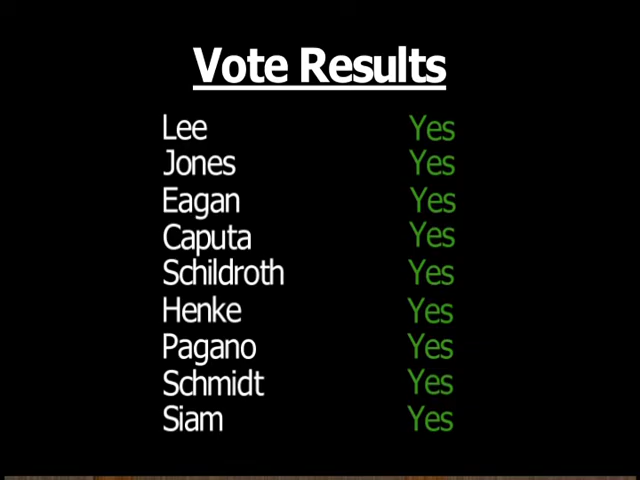 Vote Results
Lee Yes
Jones Yes
Eagan Yes
Caputa Yes
Schildroth Yes
Henke Yes
Pagano Yes
Schmidt Yes
Siam Yes